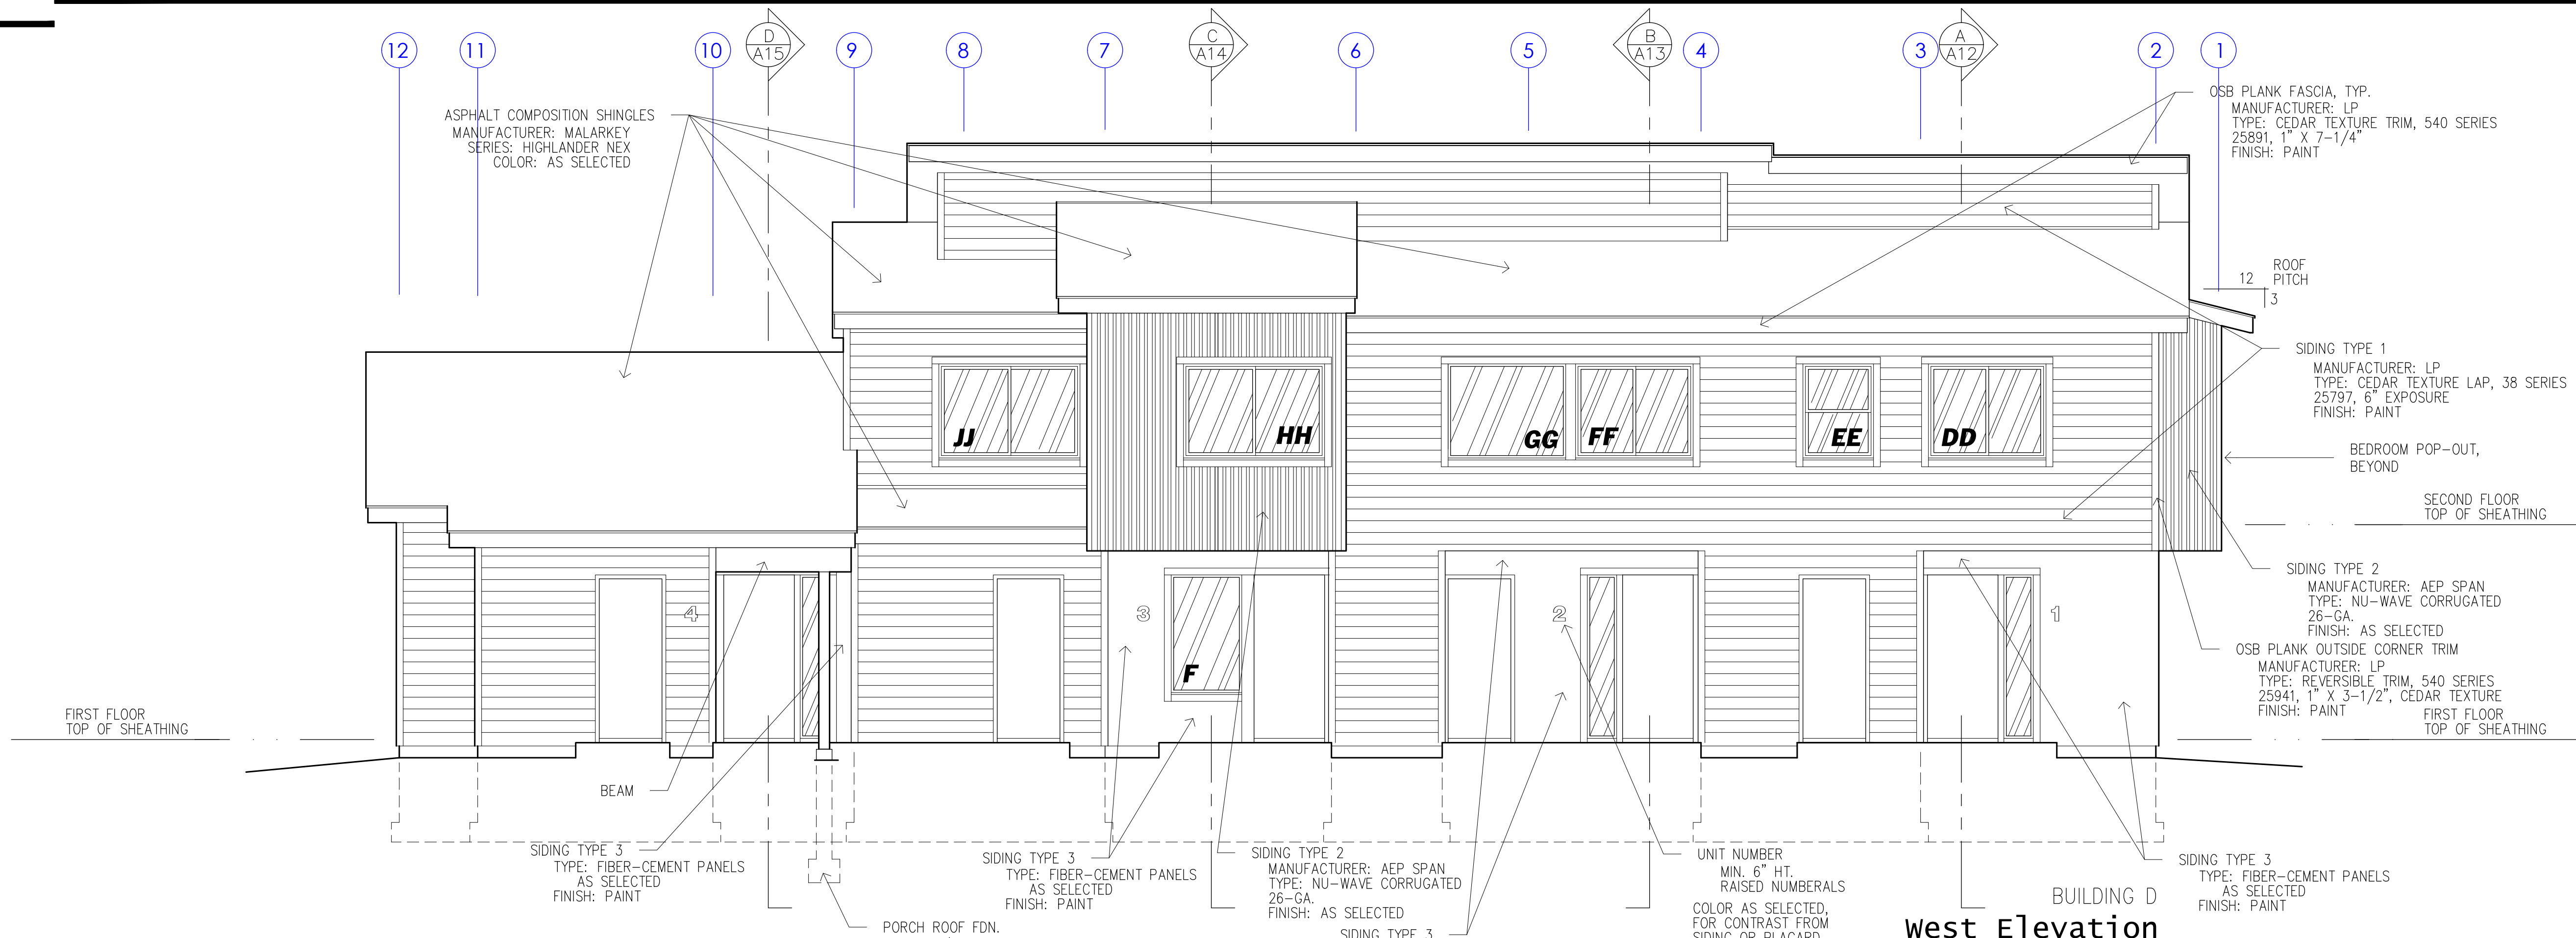 12
11
10
D
A15
9
8
7
C
A14
6
5
B
A13
4
3
A
A12
2
1
ASPHALT COMPOSITION SHINGLES
MANUFACTURER: MALARKEY
SERIES: HIGHLANDER NEX
COLOR: AS SELECTED
OSB PLANK FASCIA, TYP.
MANUFACTURER: LP
TYPE: CEDAR TEXTURE TRIM, 540 SERIES
25891, 1" X 7-1/4"
FINISH: PAINT
ROOF
PITCH
12
3
SIDING TYPE 1
MANUFACTURER: LP
TYPE: CEDAR TEXTURE LAP, 38 SERIES
25797, 6" EXPOSURE
FINISH: PAINT
JJ
HH
GG
FF
EE
DD
BEDROOM POP-OUT,
BEYOND
SECOND FLOOR
TOP OF SHEATHING
SIDING TYPE 2
MANUFACTURER: AEP SPAN
TYPE: NU-WAVE CORRUGATED
26-GA.
FINISH: AS SELECTED
4
3
2
1
F
OSB PLANK OUTSIDE CORNER TRIM
MANUFACTURER: LP
TYPE: REVERSIBLE TRIM, 540 SERIES
25941, 1" X 3-1/2", CEDAR TEXTURE
FINISH: PAINT
FIRST FLOOR
TOP OF SHEATHING
FIRST FLOOR
TOP OF SHEATHING
BEAM
SIDING TYPE 3
TYPE: FIBER-CEMENT PANELS
AS SELECTED
FINISH: PAINT
PORCH ROOF FDN.
SIDING TYPE 3
TYPE: FIBER-CEMENT PANELS
AS SELECTED
FINISH: PAINT
SIDING TYPE 2
MANUFACTURER: AEP SPAN
TYPE: NU-WAVE CORRUGATED
26-GA.
FINISH: AS SELECTED
SIDING TYPE 3
UNIT NUMBER
MIN. 6" HT.
RAISED NUMBERALS
COLOR AS SELECTED,
FOR CONTRAST FROM
SIDING OR PLACARD
SIDING TYPE 3
TYPE: FIBER-CEMENT PANELS
AS SELECTED
FINISH: PAINT
BUILDING D
West Elevation